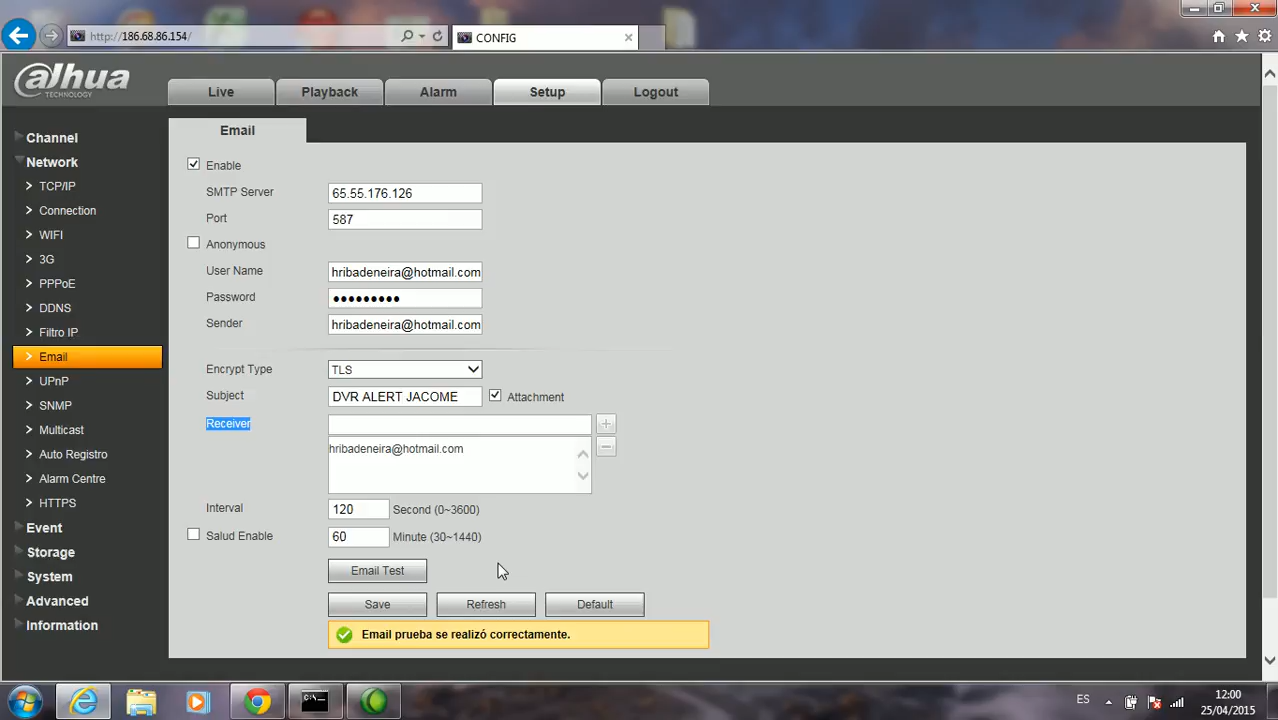 http://186.68.86.154/
CONFIG
alhua
TECHNOLOGY
Live
Playback
Alarm
Setup
Logout
Channel
Network
TCP/IP
Connection
WIFI
3G
PPPoE
DDNS
Filtro IP
Email
UPnP
SNMP
Multicast
Auto Registro
Alarm Centre
HTTPS
Event
Storage
System
Advanced
Information
Email
Enable
SMTP Server 65.55.176.126
Port 587
Anonymous
User Name hribadeneira@hotmail.com
Password •••••••••
Sender hribadeneira@hotmail.com
Encrypt Type TLS
Subject DVR ALERT JACOME Attachment
Receiver
hribadeneira@hotmail.com
Interval 120 Second (0~3600)
Salud Enable 60 Minute (30~1440)
Email Test
Save Refresh Default
Email prueba se realizó correctamente.
ES 12:00
25/04/2015